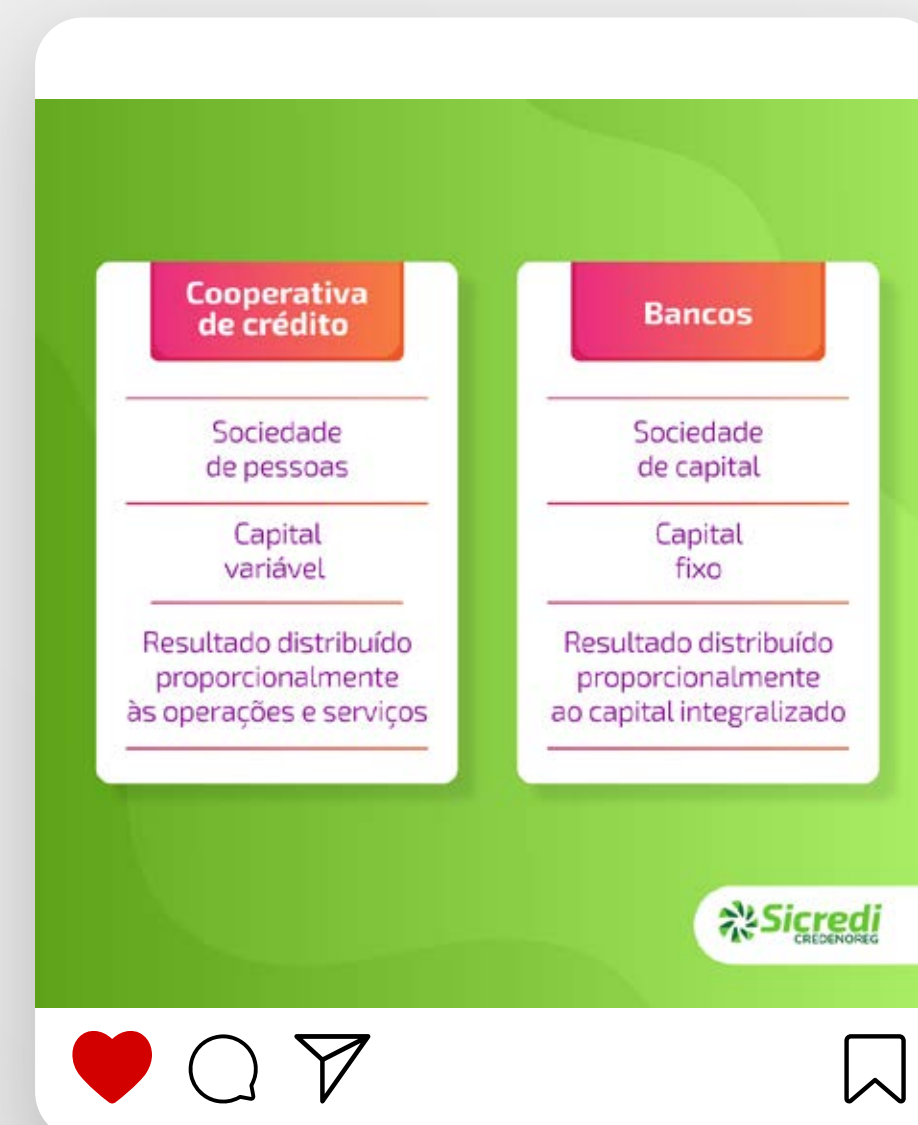 Cooperativa
de crédito
Sociedade
de pessoas
Capital
variável
Resultado distribuído
proporcionalmente
às operações e serviços
Bancos
Sociedade
de capital
Capital
fixo
Resultado distribuído
proporcionalmente
ao capital integralizado
Sicredi
CREDENOREG